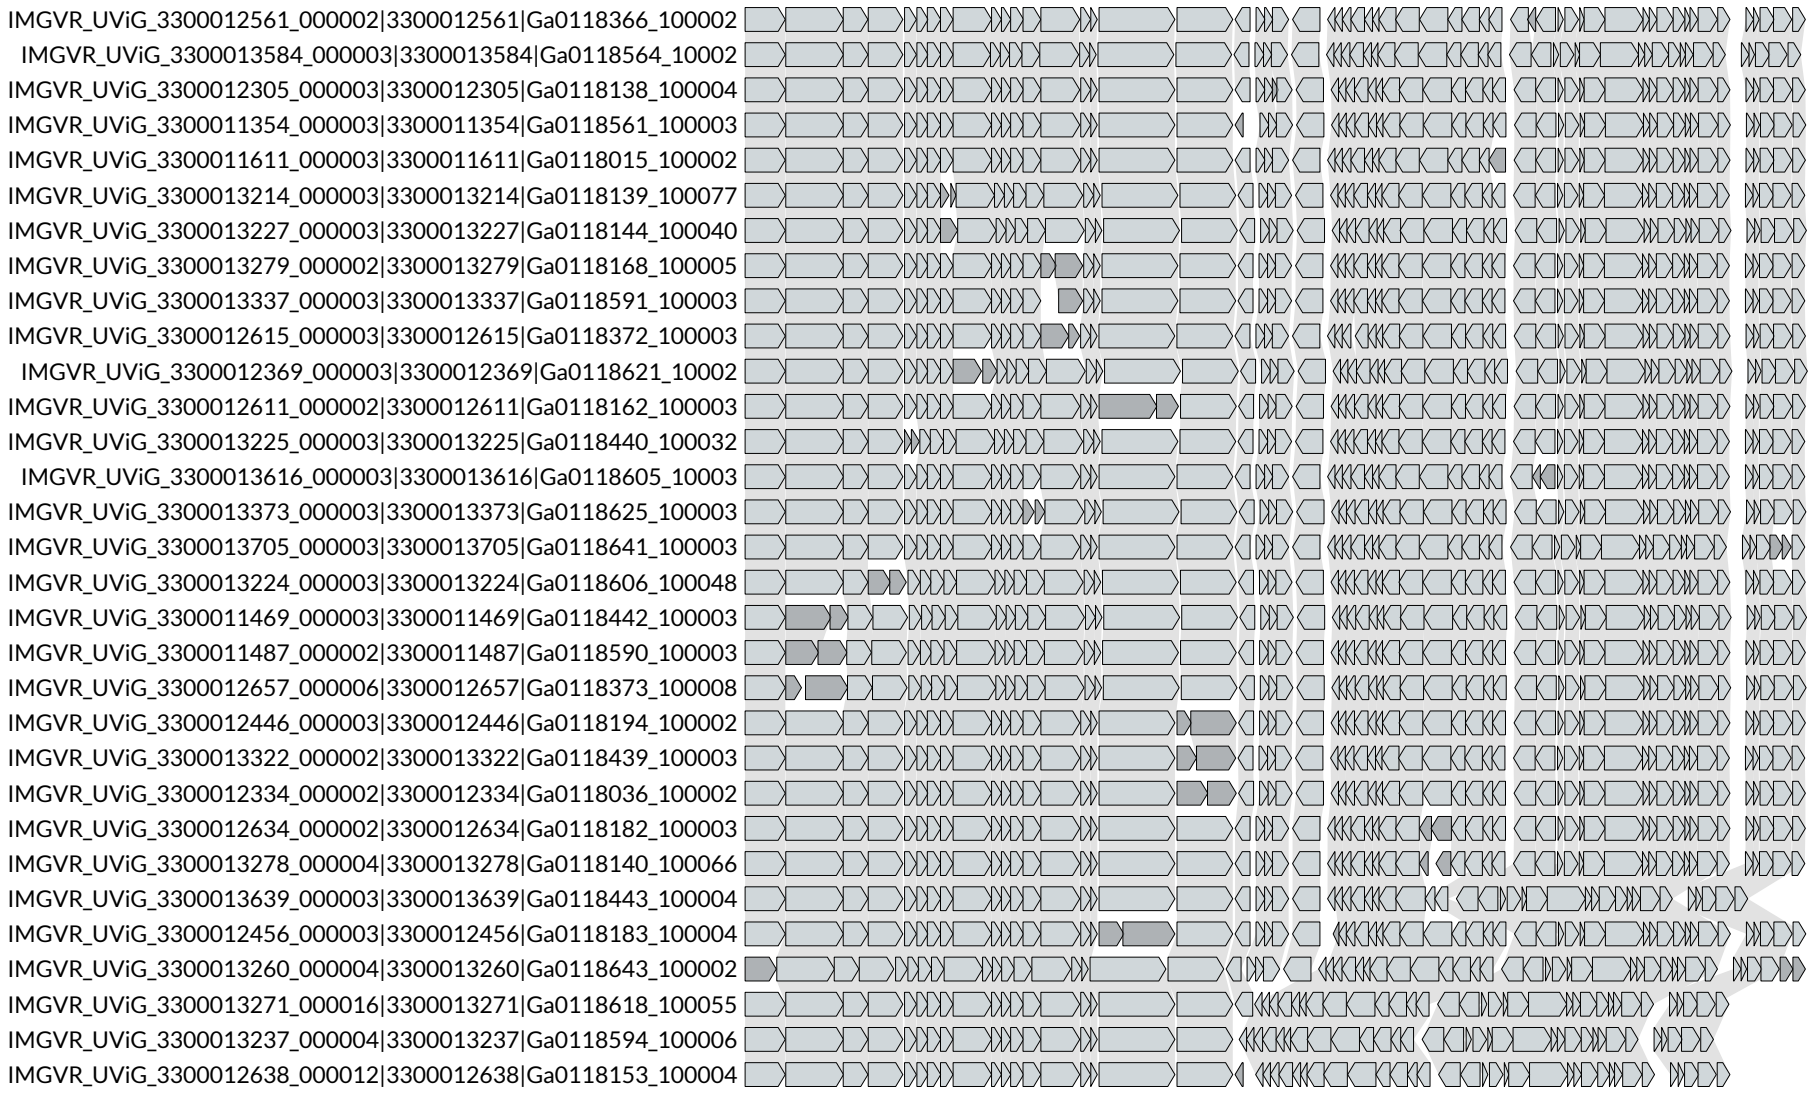 IMGVR_UViG_3300012561_000002|3300012561|Ga0118366_100002
IMGVR_UViG_3300013584_000003|3300013584|Ga0118564_10002
IMGVR_UViG_3300012305_000003|3300012305|Ga0118138_100004
IMGVR_UViG_3300011354_000003|3300011354|Ga0118561_100003
IMGVR_UViG_3300011611_000003|3300011611|Ga0118015_100002
IMGVR_UViG_3300013214_000003|3300013214|Ga0118139_100077
IMGVR_UViG_3300013227_000003|3300013227|Ga0118144_100040
IMGVR_UViG_3300013279_000002|3300013279|Ga0118168_100005
IMGVR_UViG_3300013337_000003|3300013337|Ga0118591_100003
IMGVR_UViG_3300012615_000003|3300012615|Ga0118372_100003
IMGVR_UViG_3300012369_000003|3300012369|Ga0118621_10002
IMGVR_UViG_3300012611_000002|3300012611|Ga0118162_100003
IMGVR_UViG_3300013225_000003|3300013225|Ga0118440_100032
IMGVR_UViG_3300013616_000003|3300013616|Ga0118605_10003
IMGVR_UViG_3300013373_000003|3300013373|Ga0118625_100003
IMGVR_UViG_3300013705_000003|3300013705|Ga0118641_100003
IMGVR_UViG_3300013224_000003|3300013224|Ga0118606_100048
IMGVR_UViG_3300011469_000003|3300011469|Ga0118442_100003
IMGVR_UViG_3300011487_000002|3300011487|Ga0118590_100003
IMGVR_UViG_3300012657_000006|3300012657|Ga0118373_100008
IMGVR_UViG_3300012446_000003|3300012446|Ga0118194_100002
IMGVR_UViG_3300013322_000002|3300013322|Ga0118439_100003
IMGVR_UViG_3300012334_000002|3300012334|Ga0118036_100002
IMGVR_UViG_3300012634_000002|3300012634|Ga0118182_100003
IMGVR_UViG_3300013278_000004|3300013278|Ga0118140_100066
IMGVR_UViG_3300013639_000003|3300013639|Ga0118443_100004
IMGVR_UViG_3300012456_000003|3300012456|Ga0118183_100004
IMGVR_UViG_3300013260_000004|3300013260|Ga0118643_100002
IMGVR_UViG_3300013271_000016|3300013271|Ga0118618_100055
IMGVR_UViG_3300013237_000004|3300013237|Ga0118594_100006
IMGVR_UViG_3300012638_000012|3300012638|Ga0118153_100004